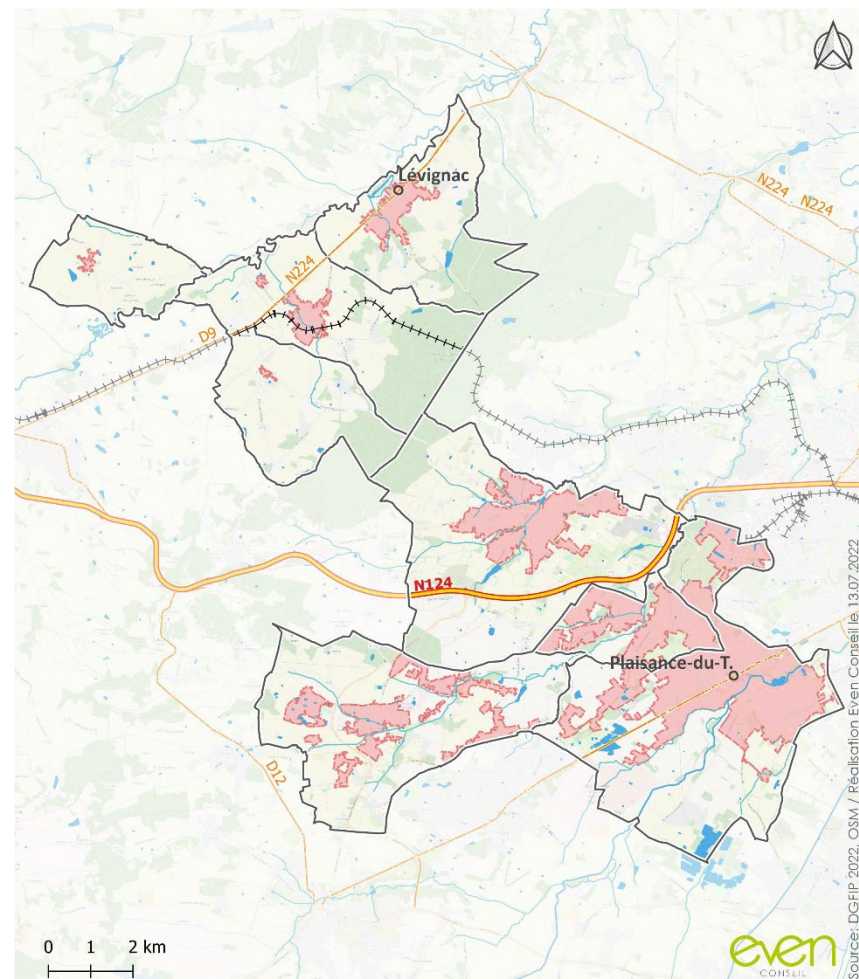 Lévignac
N224
N224
N224
D9
N124
Plaisance-du-T.
D12
0 1 2 km
even
CONSEIL
Source: DGFIP 2022, OSM / Réalisation Even Conseil le 13.07.2022